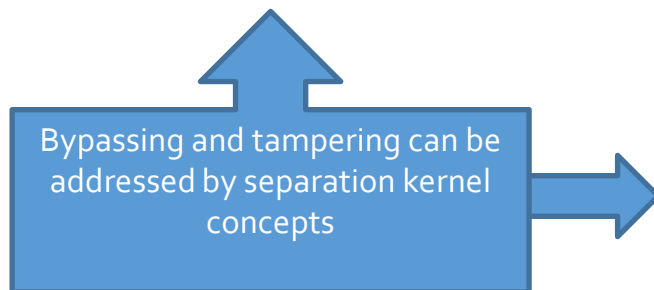 Bypassing and tampering can be
addressed by separation kernel
concepts